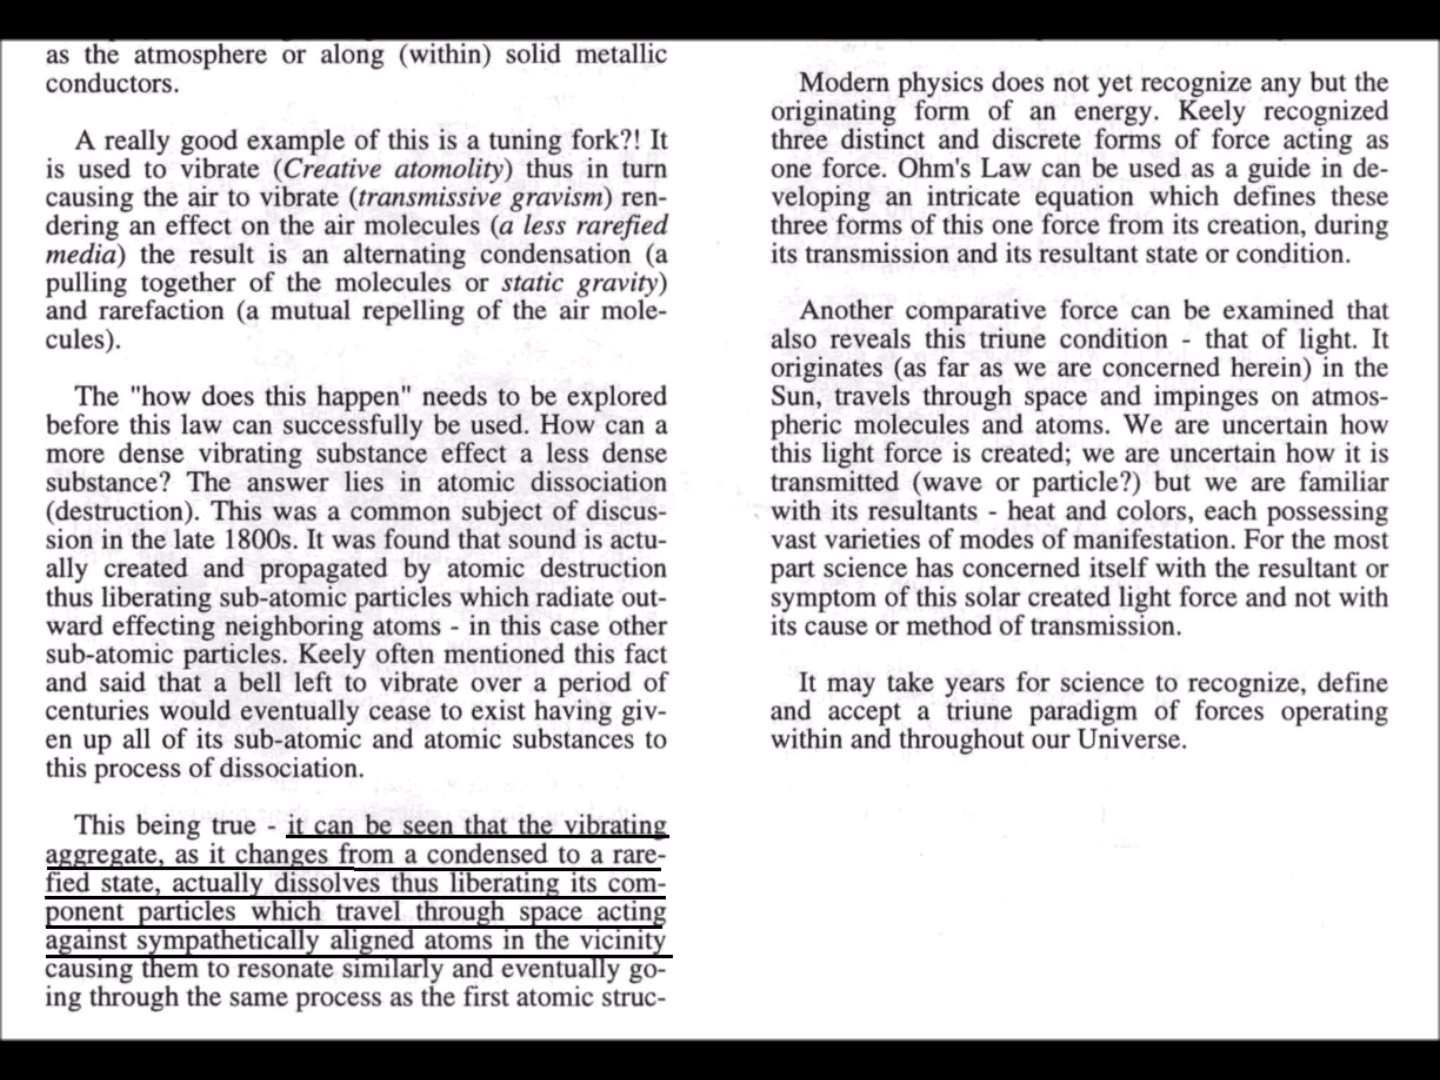 as the atmosphere or along (within) solid metallic
conductors.
A really good example of this is a tuning fork?! It
is used to vibrate (Creative atomolity) thus in turn
causing the air to vibrate (transmissive gravism) ren-
dering an effect on the air molecules (a less rarefied
media) the result is an alternating condensation (a
pulling together of the molecules or static gravity)
and rarefaction (a mutual repelling of the air mole-
cules).
The "how does this happen" needs to be explored
before this law can successfully be used. How can a
more dense vibrating substance effect a less dense
substance? The answer lies in atomic dissociation
(destruction). This was a common subject of discus-
sion in the late 1800s. It was found that sound is actu-
ally created and propagated by atomic destruction
thus liberating sub-atomic particles which radiate out-
ward effecting neighboring atoms - in this case other
sub-atomic particles. Keely often mentioned this fact
and said that a bell left to vibrate over a period of
centuries would eventually cease to exist having giv-
en up all of its sub-atomic and atomic substances to
this process of dissociation.
This being true - it can be seen that the vibrating
aggregate, as it changes from a condensed to a rare-
fied state, actually dissolves thus liberating its com-
ponent particles which travel through space acting
against sympathetically aligned atoms in the vicinity
causing them to resonate similarly and eventually go-
ing through the same process as the first atomic struc-
Modern physics does not yet recognize any but the
originating form of an energy. Keely recognized
three distinct and discrete forms of force acting as
one force. Ohm's Law can be used as a guide in de-
veloping an intricate equation which defines these
three forms of this one force from its creation, during
its transmission and its resultant state or condition.
Another comparative force can be examined that
also reveals this triune condition - that of light. It
originates (as far as we are concerned herein) in the
Sun, travels through space and impinges on atmos-
pheric molecules and atoms. We are uncertain how
this light force is created; we are uncertain how it is
transmitted (wave or particle?) but we are familiar
with its resultants - heat and colors, each possessing
vast varieties of modes of manifestation. For the most
part science has concerned itself with the resultant or
symptom of this solar created light force and not with
its cause or method of transmission.
It may take years for science to recognize, define
and accept a triune paradigm of forces operating
within and throughout our Universe.